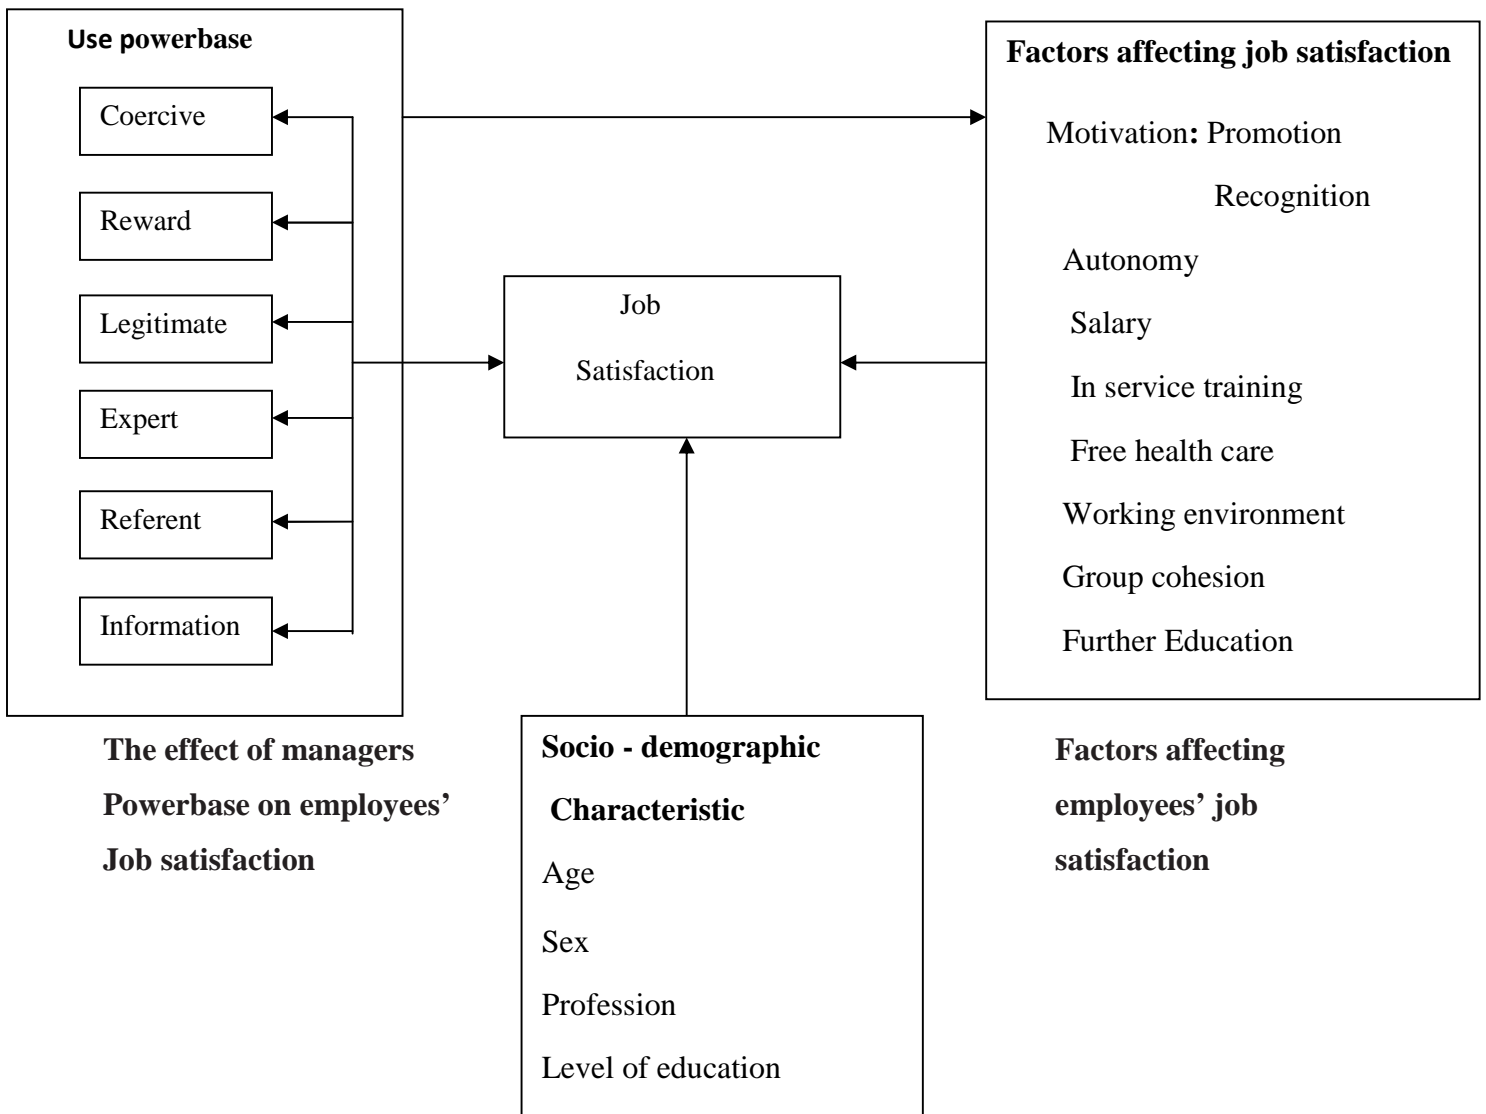 Use powerbase
Coercive
Reward
Legitimate
Expert
Referent
Information
The effect of managers
Powerbase on employees’
Job satisfaction
Job
Satisfaction
Socio - demographic
Characteristic
Age
Sex
Profession
Level of education
Factors affecting job satisfaction
Motivation: Promotion
Recognition
Autonomy
Salary
In service training
Free health care
Working environment
Group cohesion
Further Education
Factors affecting
employees’ job
satisfaction